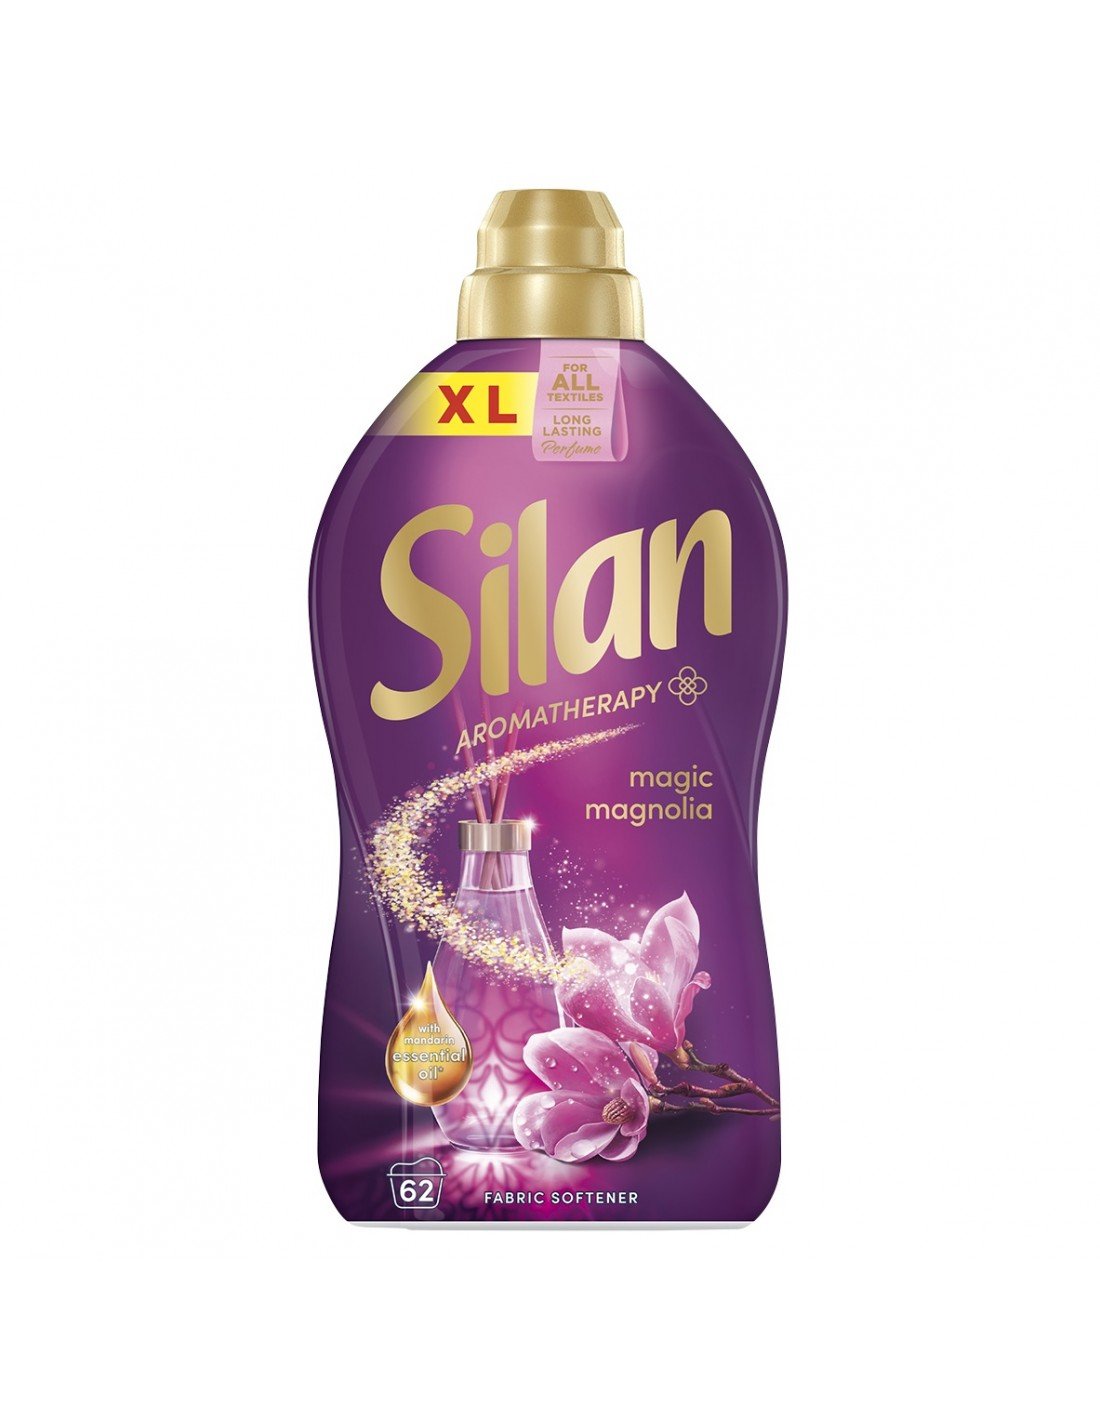 XL
FOR
ALL
TEXTILES
LONG
LASTING
Perfume
Silan
AROMATHERAPY
magic
magnolia
with
mandarin
essential
oil*
62
FABRIC SOFTENER